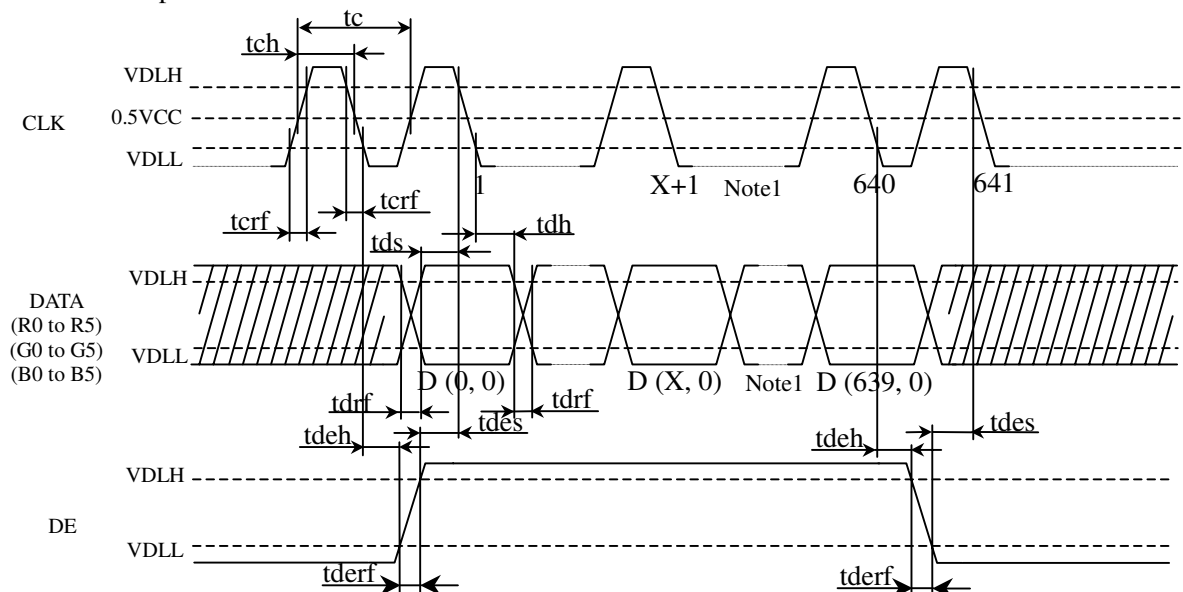 tc
tch
VDLH
CLK
0.5VCC
VDLL
1
X+1
Note1
640
641
tcrf
tcrf
tds
tdh
VDLH
DATA
(R0 to R5)
(G0 to G5)
(B0 to B5)
VDLL
D (0, 0)
D (X, 0)
Note1
D (639, 0)
tdrf
tdrf
tdeh
tdes
tdeh
tdes
VDLH
DE
VDLL
tderf
tderf